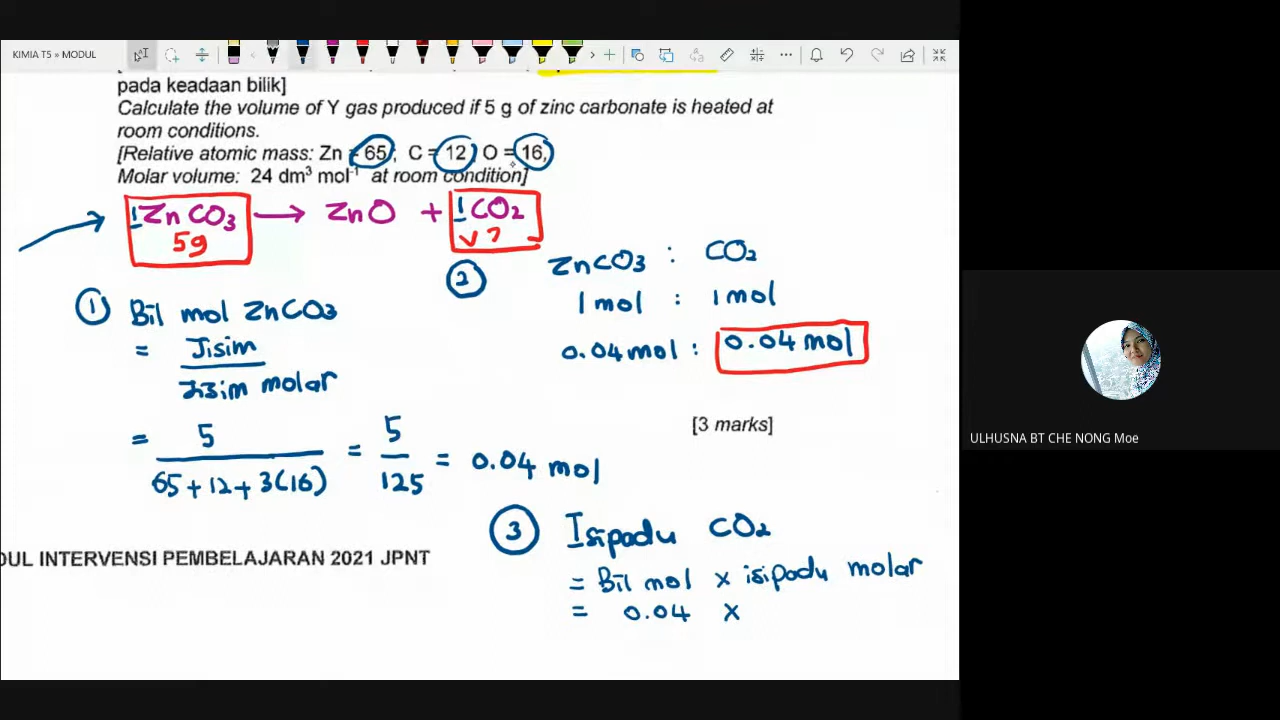 KIMIA T5 » MODUL
pada keadaan bilik]
Calculate the volume of Y gas produced if 5 g of zinc carbonate is heated at
room conditions.
[Relative atomic mass: Zn = 65, C = 12 O = 16,
Molar volume: 24 dm³ mol⁻¹ at room condition]
1ZnCO₃ → ZnO + 1CO₂
5g V ?
① Bil mol ZnCO₃
= Jisim
Jisim molar
= 5 = 5 = 0.04 mol
65 + 12 + 3(16) 125
② ZnCO₃ : CO₂
1 mol : 1 mol
0.04 mol : 0.04 mol
[3 marks]
ULHUSNA BT CHE NONG Moe
③ Isipadu CO₂
= Bil mol × isipadu molar
= 0.04 ×
DUL INTERVENSI PEMBELAJARAN 2021 JPNT